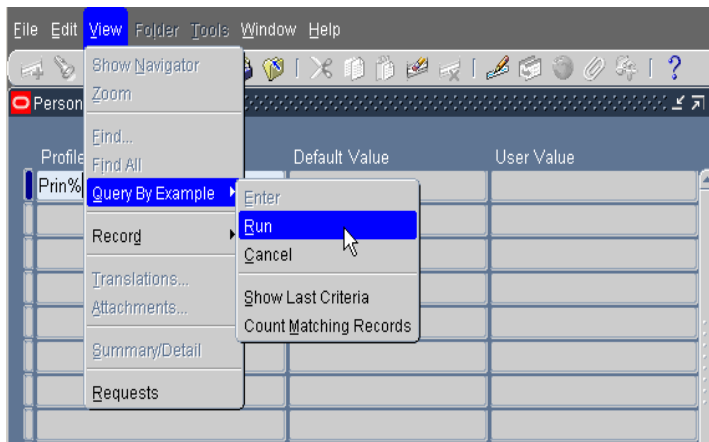 File Edit View Folder Tools Window Help
Person
Profile Default Value User Value
Prin%
Show Navigator
Zoom
Find...
Find All
Query By Example
Record
Translations...
Attachments...
Summary/Detail
Requests
Enter
Run
Cancel
Show Last Criteria
Count Matching Records